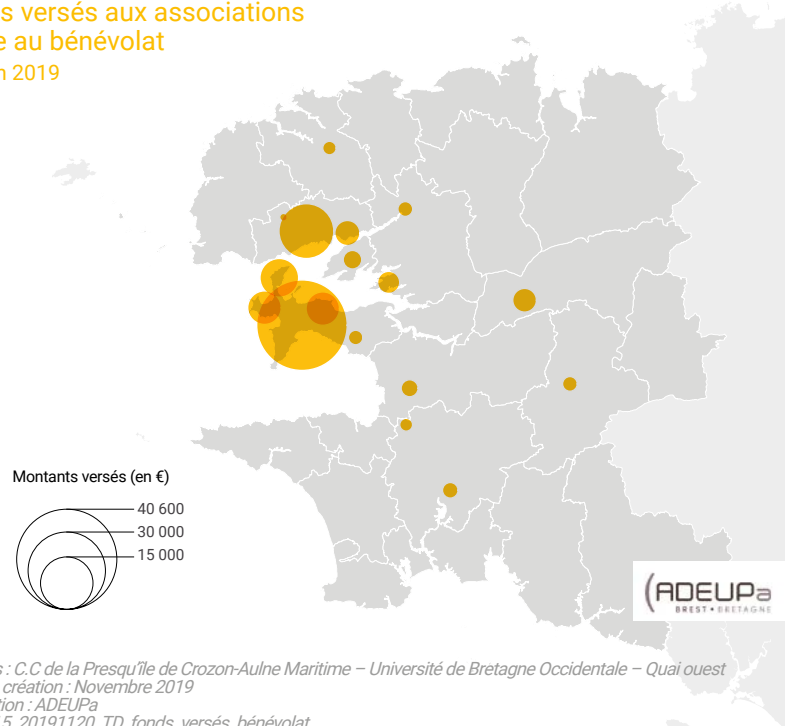 s versés aux associations
e au bénévolat
n 2019
Montants versés (en €)
40 600
30 000
15 000
ADEUPa
BREST • BRETAGNE
s : C.C de la Presqu'île de Crozon-Aulne Maritime – Université de Bretagne Occidentale – Quai ouest
création : Novembre 2019
tion : ADEUPa
15_20191120_TD_fonds_versés_bénévolat